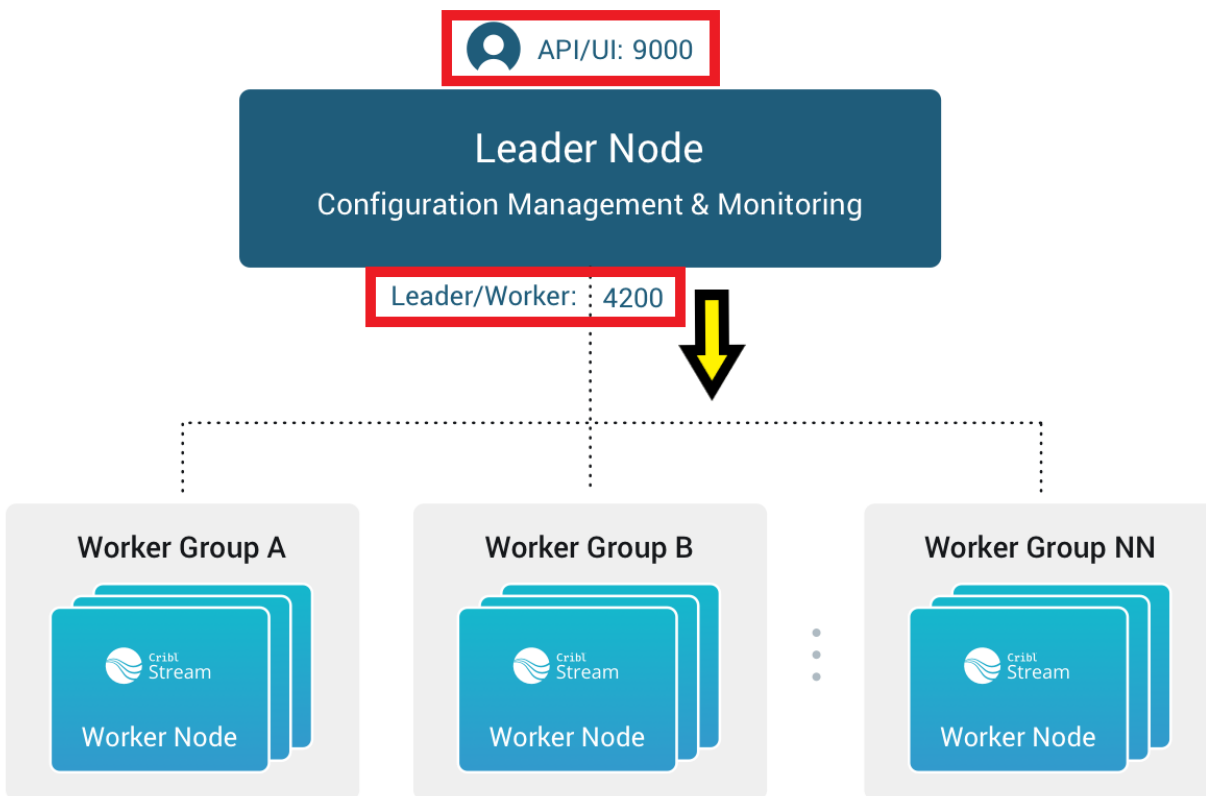 API/UI: 9000
Leader Node
Configuration Management & Monitoring
Leader/Worker: 4200
Worker Group A
Worker Group B
Worker Group NN
Cribl
Stream
Worker Node
Cribl
Stream
Worker Node
Cribl
Stream
Worker Node